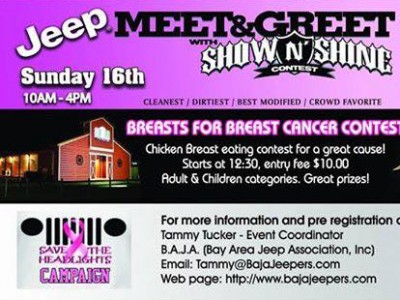 Jeep MEET&GREET
WITH
SHOW N' SHINE
CONTEST
Sunday 16th
10AM - 4PM
CLEANEST / DIRTIEST / BEST MODIFIED / CROWD FAVORITE
BREASTS FOR BREAST CANCER CONTEST
Chicken Breast eating contest for a great cause!
Starts at 12:30, entry fee $10.00
Adult & Children categories. Great prizes!
SAVE THE
HEADLIGHTS
CAMPAIGN
For more information and pre registration
Tammy Tucker - Event Coordinator
B.A.J.A. (Bay Area Jeep Association, Inc)
Email: Tammy@BajaJeepers.com
Web page: http://www.bajajeepers.com